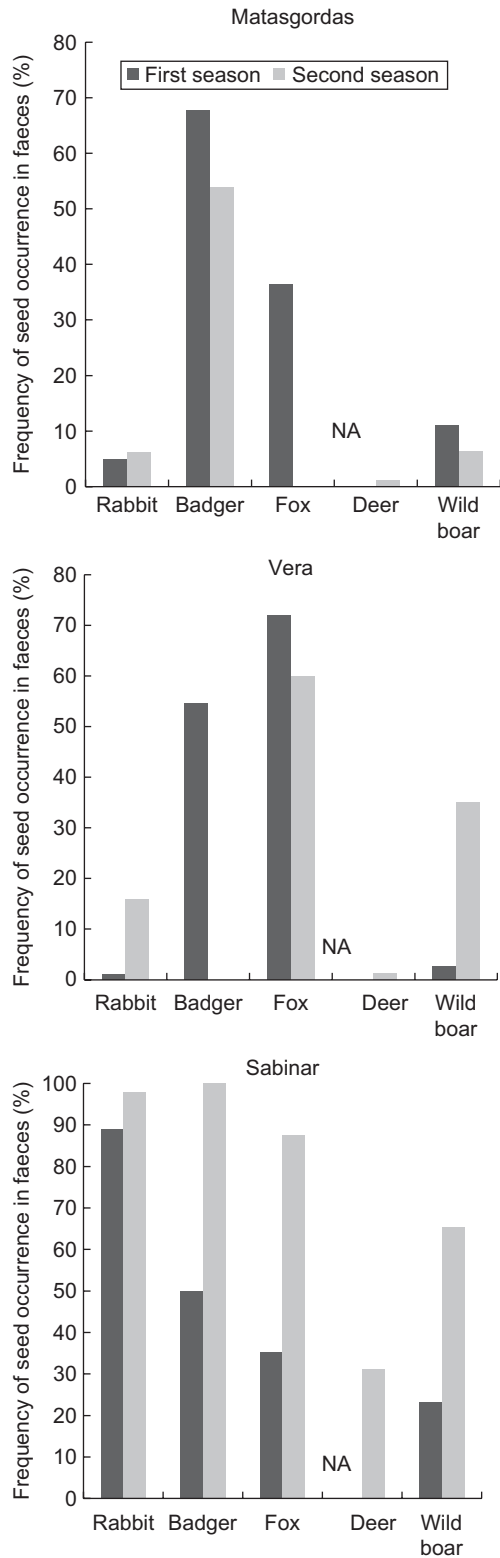 Matasgordas
First season Second season
Frequency of seed occurrence in faeces (%)
80
70
60
50
40
30
20
10
0
NA
Rabbit Badger Fox Deer Wild
boar
Vera
Frequency of seed occurrence in faeces (%)
80
70
60
50
40
30
20
10
0
NA
Rabbit Badger Fox Deer Wild
boar
Sabinar
Frequency of seed occurrence in faeces (%)
100
90
80
70
60
50
40
30
20
10
0
NA
Rabbit Badger Fox Deer Wild
boar